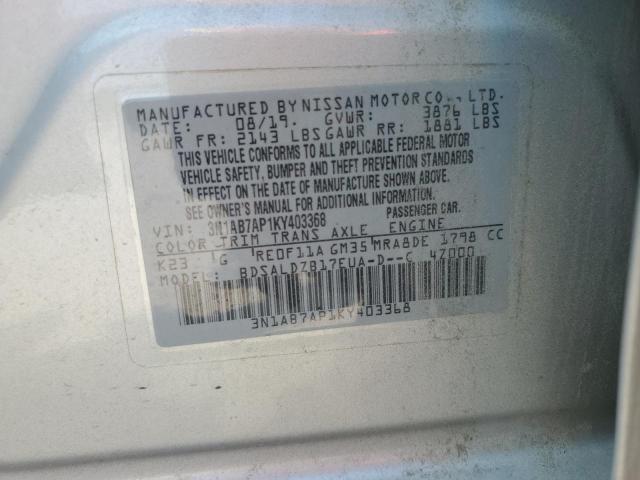 MANUFACTURED BY NISSAN MOTOR CO., LTD.
DATE: 08/19. GVWR: 3876 LBS
GAWR FR: 2143 LBS GAWR RR: 1881 LBS
THIS VEHICLE CONFORMS TO ALL APPLICABLE FEDERAL MOTOR
VEHICLE SAFETY, BUMPER AND THEFT PREVENTION STANDARDS
IN EFFECT ON THE DATE OF MANUFACTURE SHOWN ABOVE.
SEE OWNER'S MANUAL FOR ADDITIONAL INFORMATION.
VIN: 3N1AB7AP1KY403368 PASSENGER CAR.
COLOR TRIM TRANS AXLE ENGINE
K23 G RE0F11A GM35 MRA8DE 1798 CC
MODEL: BDSALDZB17EUA-D--C 47000
3N1AB7AP1KY403368